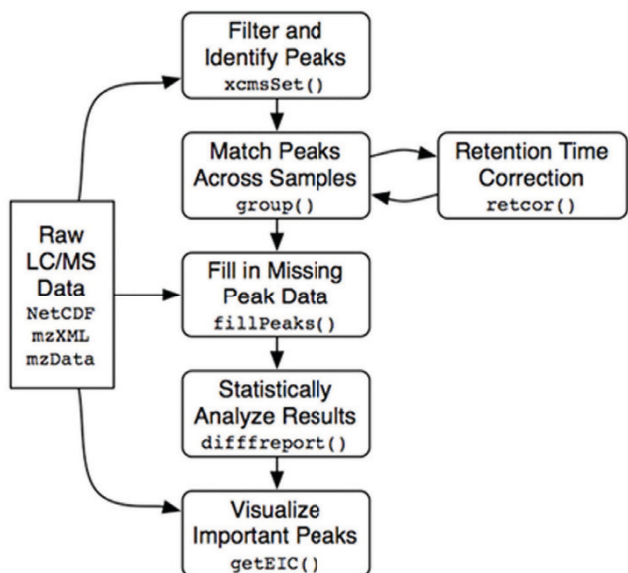 Filter and
Identify Peaks
xcmsSet()
Match Peaks
Across Samples
group()
Retention Time
Correction
retcor()
Raw
LC/MS
Data
NetCDF
mzXML
mzData
Fill in Missing
Peak Data
fillPeaks()
Statistically
Analyze Results
difffreport()
Visualize
Important Peaks
getEIC()